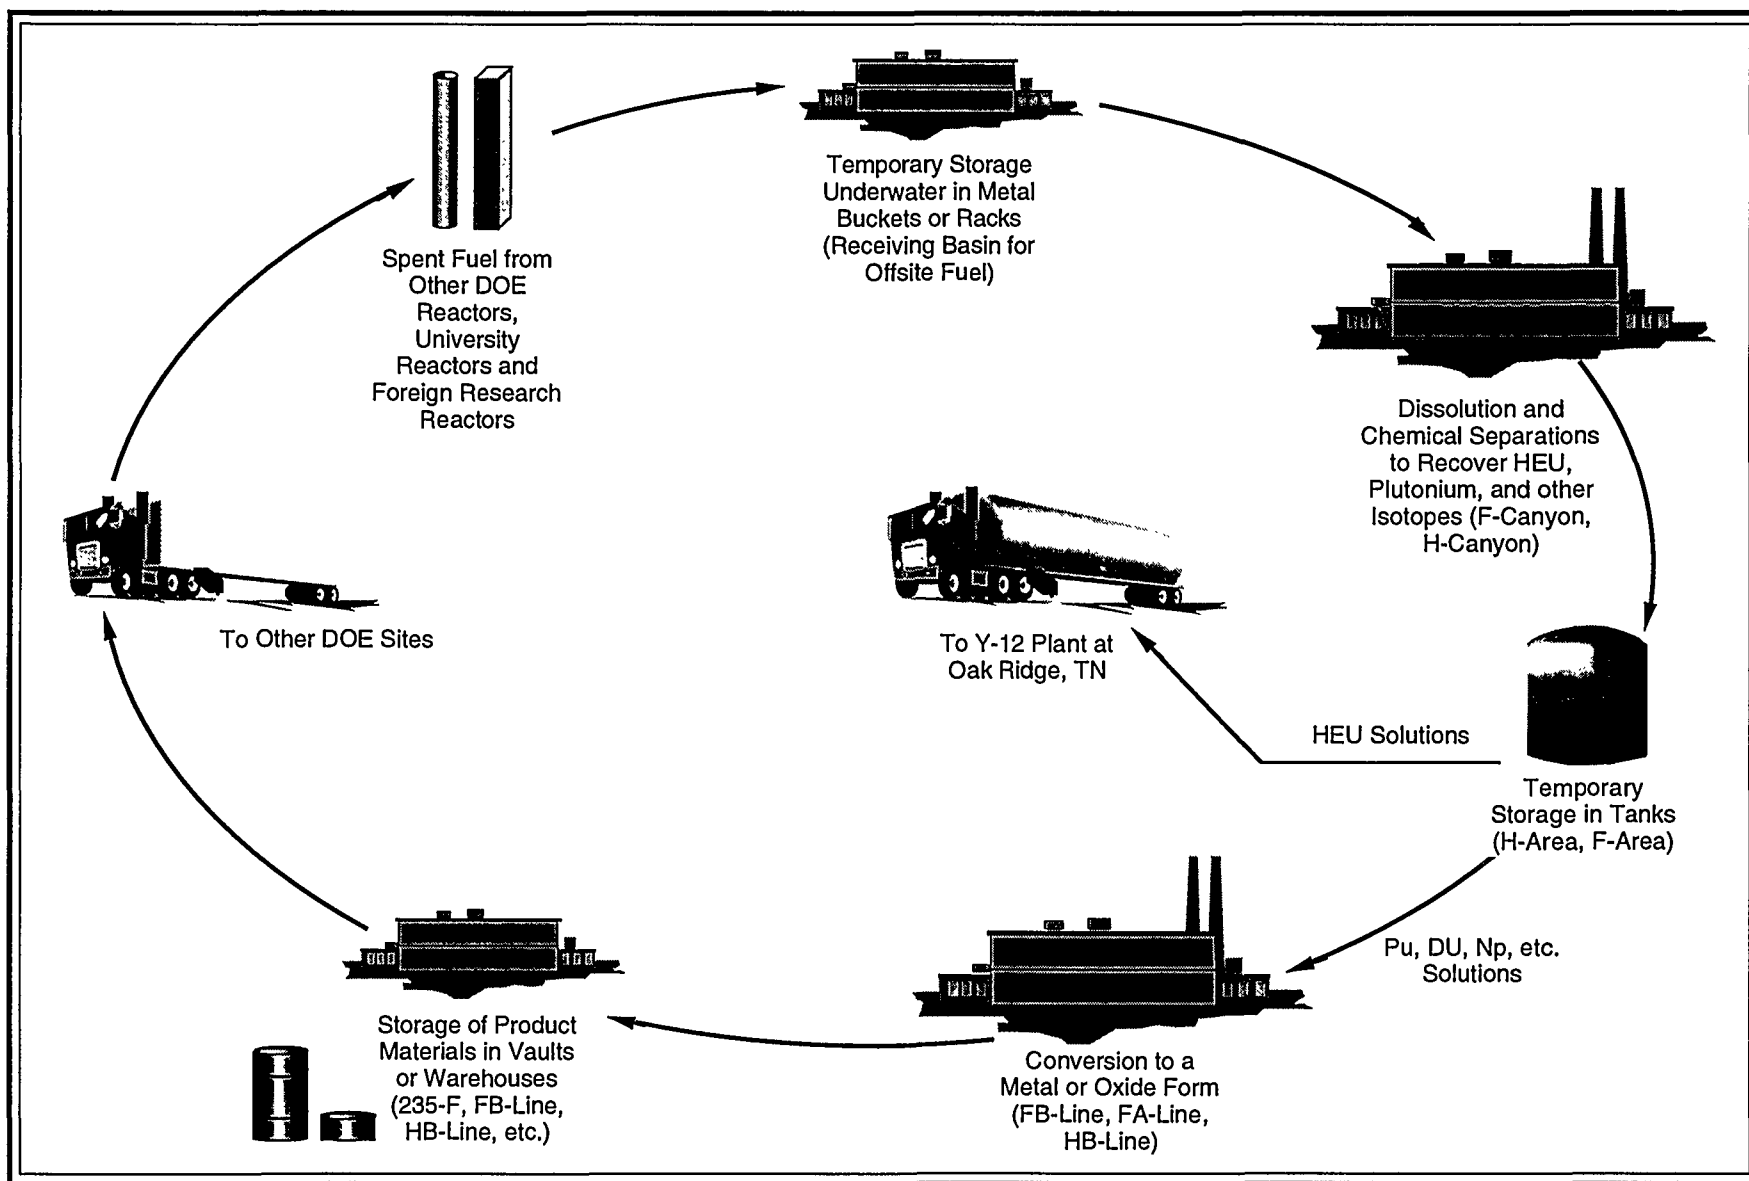 Temporary Storage
Underwater in Metal
Buckets or Racks
(Receiving Basin for
Offsite Fuel)
Spent Fuel from
Other DOE
Reactors,
University
Reactors and
Foreign Research
Reactors
Dissolution and
Chemical Separations
to Recover HEU,
Plutonium, and other
Isotopes (F-Canyon,
H-Canyon)
To Other DOE Sites
To Y-12 Plant at
Oak Ridge, TN
HEU Solutions
Temporary
Storage in Tanks
(H-Area, F-Area)
Pu, DU, Np, etc.
Solutions
Conversion to a
Metal or Oxide Form
(FB-Line, FA-Line,
HB-Line)
Storage of Product
Materials in Vaults
or Warehouses
(235-F, FB-Line,
HB-Line, etc.)